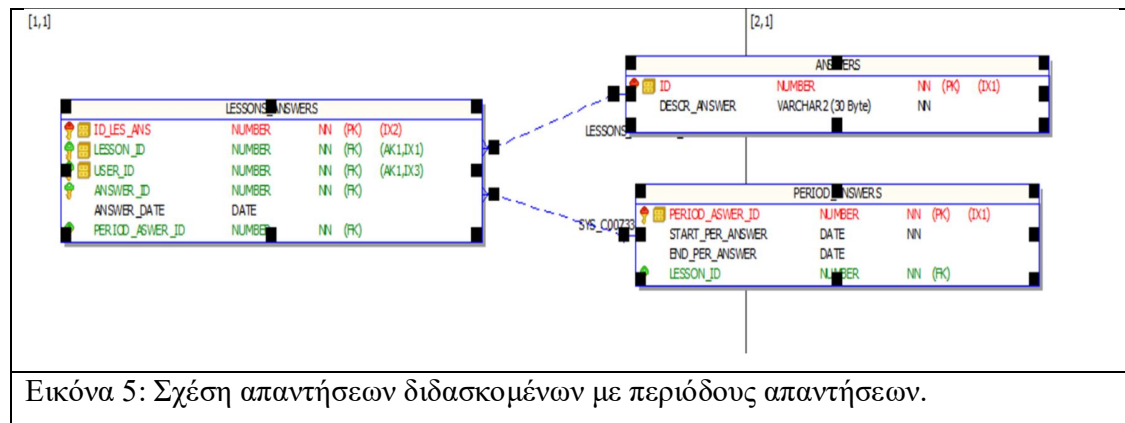 [1,1]
[2,1]
ANSWERS
ID NUMBER NN (PK) (IX1)
DESCR_ANSWER VARCHAR2 (30 Byte) NN
LESSONS_ANSWERS
ID_LES_ANS NUMBER NN (PK) (IX2)
LESSON_ID NUMBER NN (FK) (AK1,IX1)
USER_ID NUMBER NN (FK) (AK1,IX3)
ANSWER_ID NUMBER NN (FK)
ANSWER_DATE DATE
PERIOD_ASWER_ID NUMBER NN (FK)
LESSONS_
PERIOD_ANSWERS
PERIOD_ASWER_ID NUMBER NN (PK) (IX1)
START_PER_ANSWER DATE NN
END_PER_ANSWER DATE
LESSON_ID NUMBER NN (FK)
SYS_C00733
Εικόνα 5: Σχέση απαντήσεων διδασκομένων με περιόδους απαντήσεων.